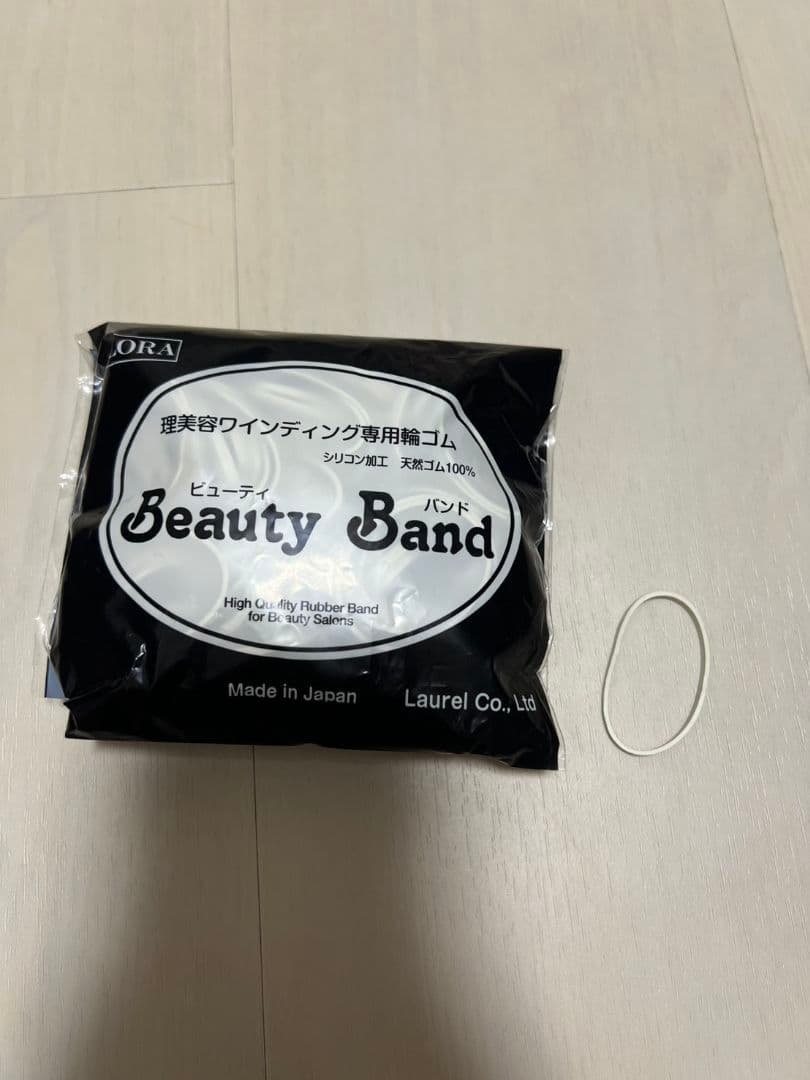 理美容ワインディング専用輪ゴム
シリコン加工 天然ゴム100%
ビューティ バンド
Beauty Band
High Quality Rubber Band
for Beauty Salons
Made in Japan Laurel Co., Ltd